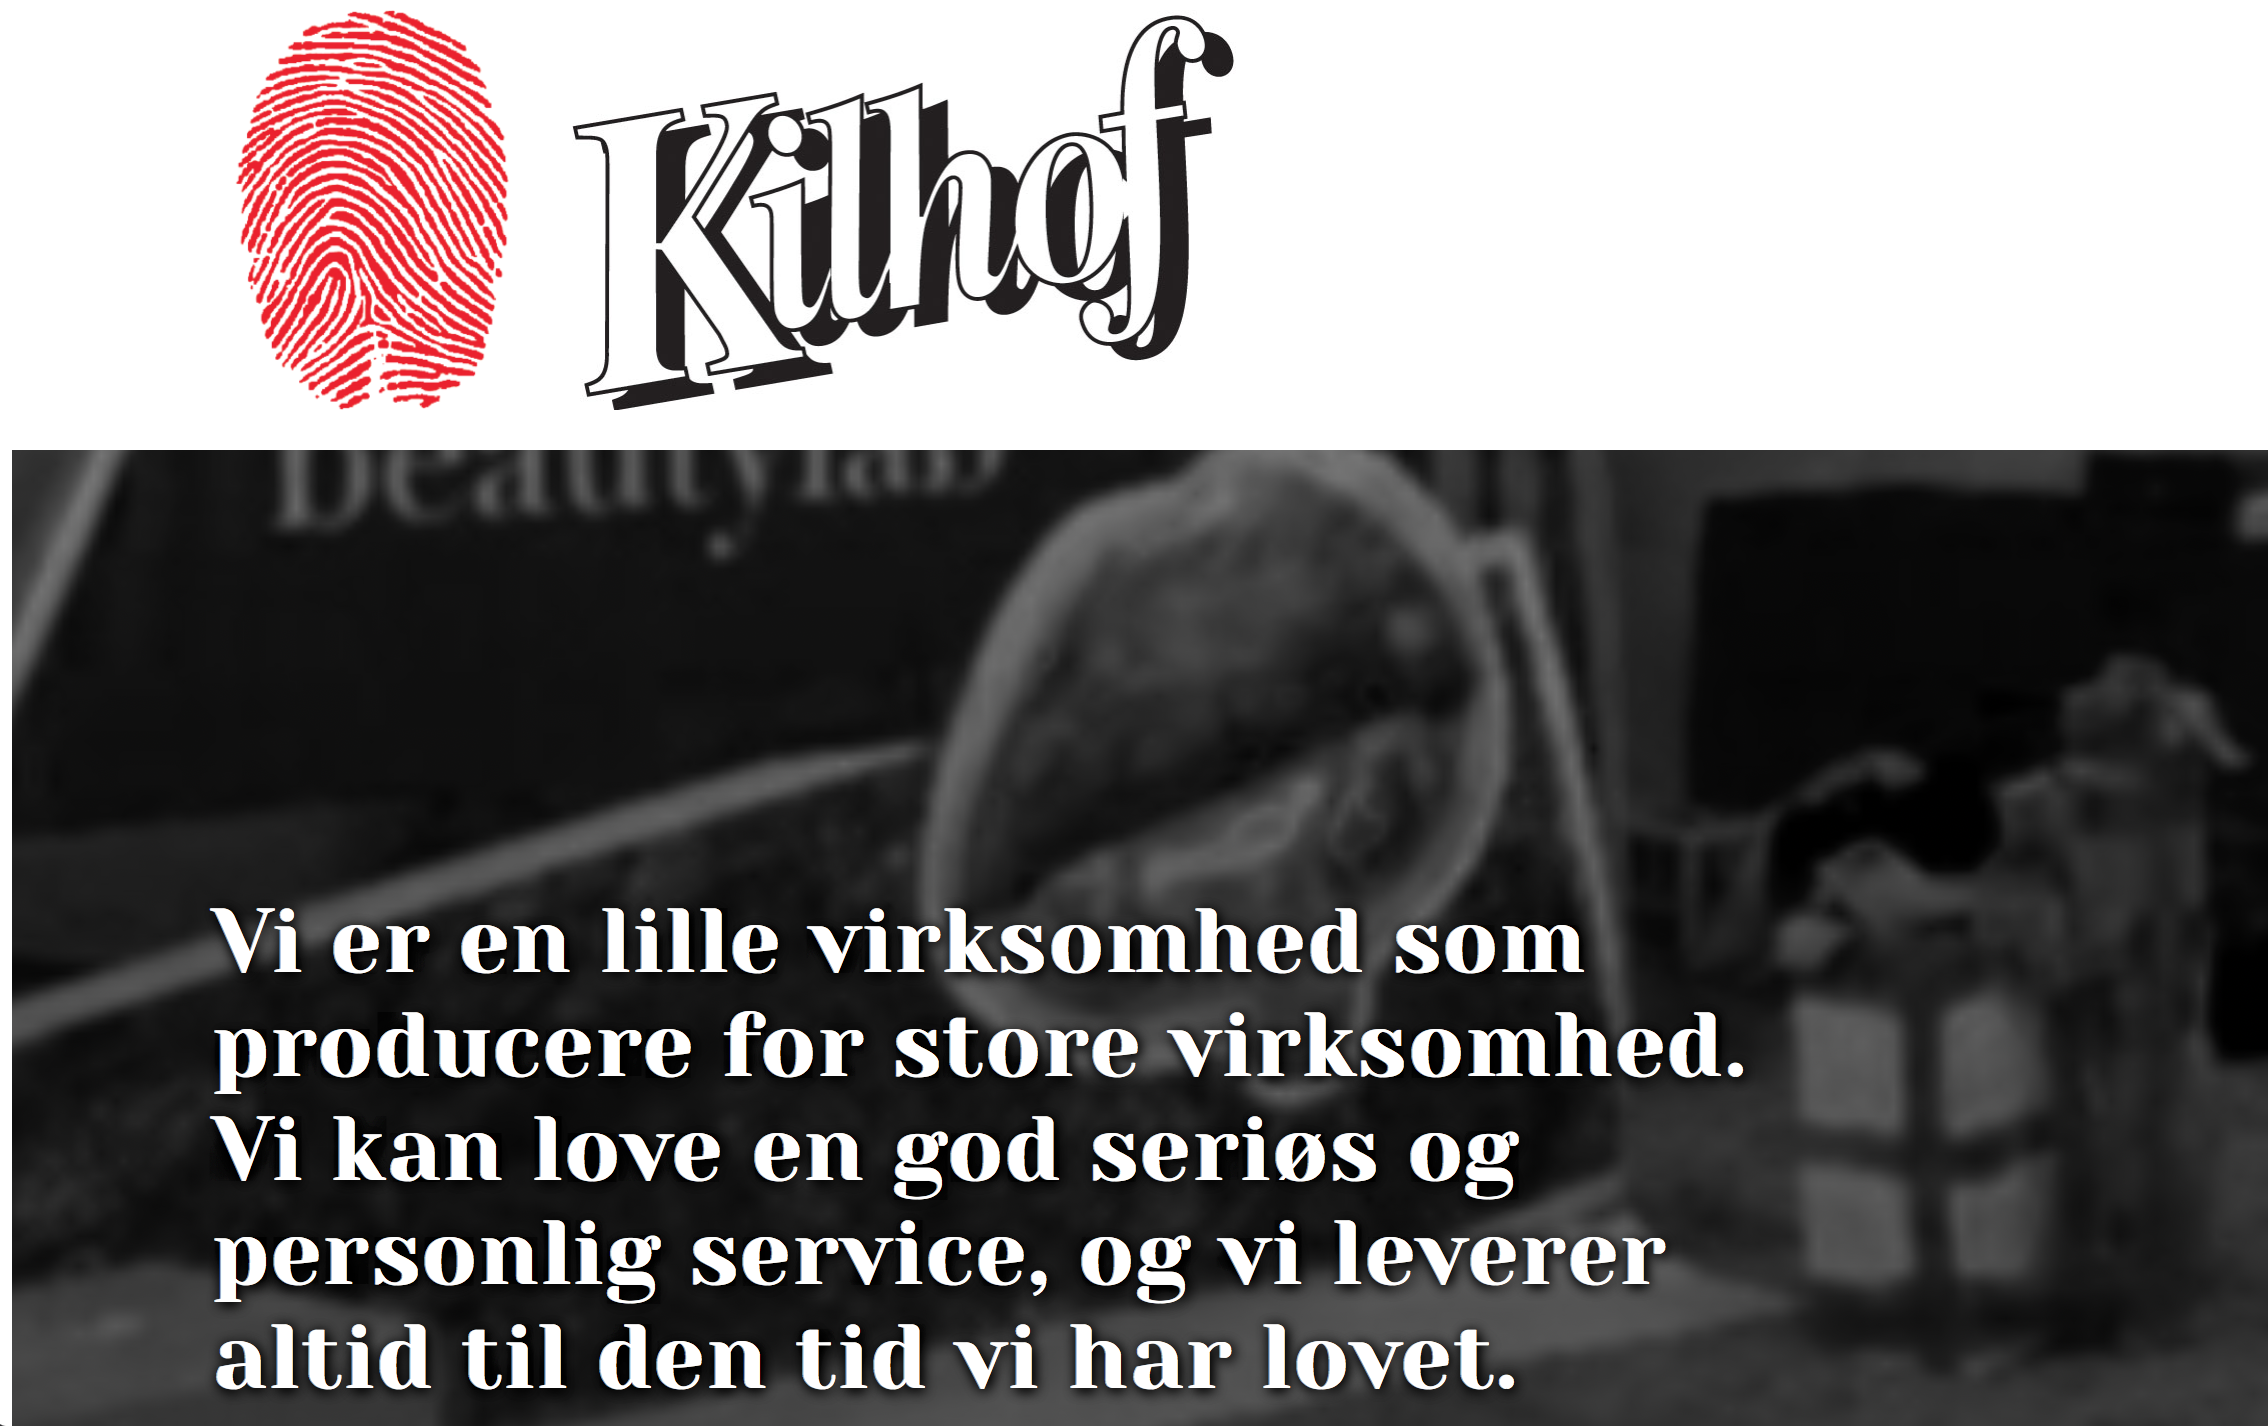 Kilhof
beautylab
Vi er en lille virksomhed som
producere for store virksomhed.
Vi kan love en god seriøs og
personlig service, og vi leverer
altid til den tid vi har lovet.